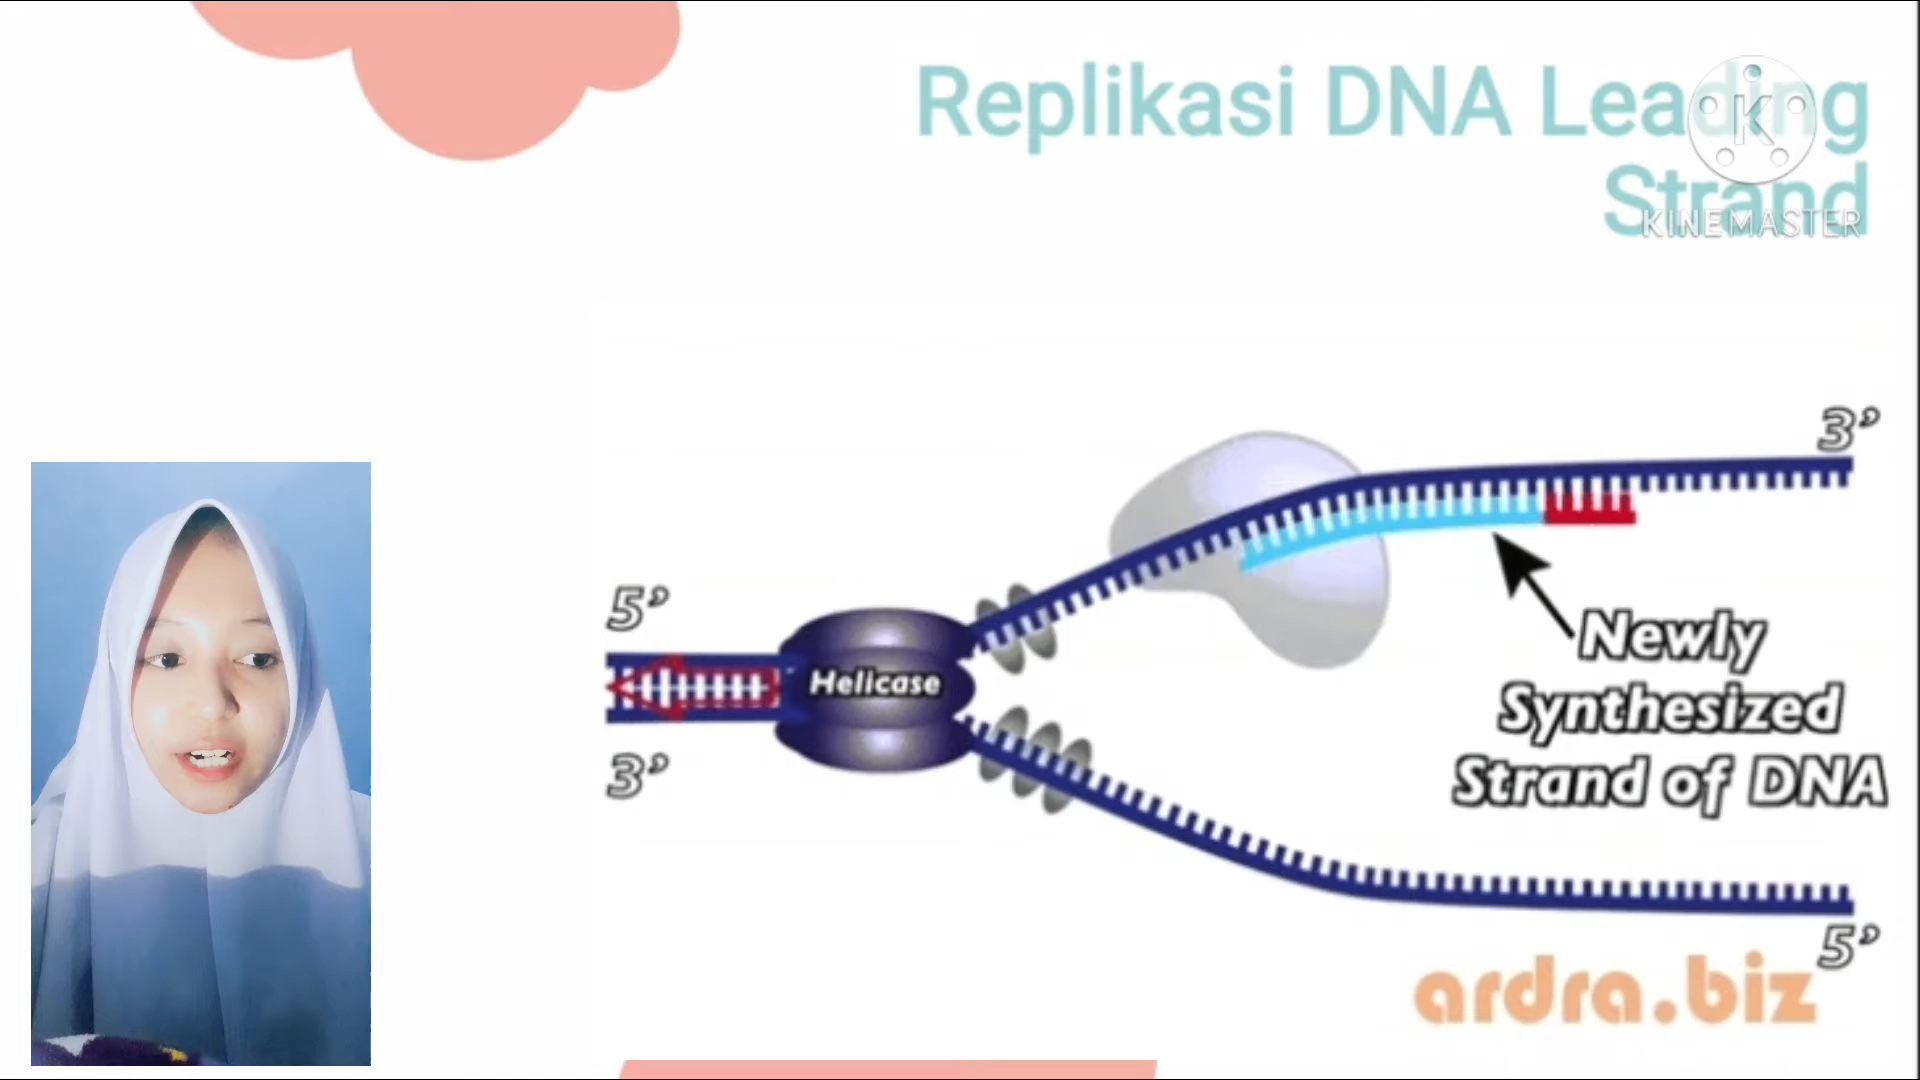 Replikasi DNA Leading
Strand
K
KINEMASTER
3’
5’
Helicase
Newly
Synthesized
Strand of DNA
3’
5’
ardra.biz